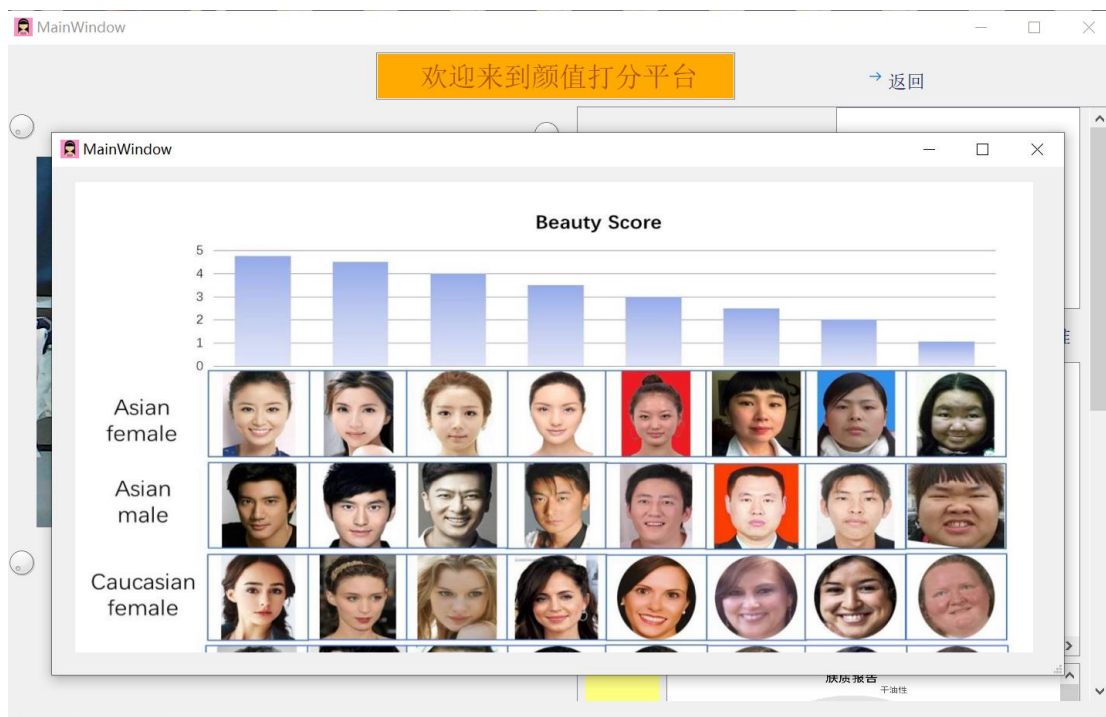 MainWindow
欢迎来到颜值打分平台
返回
MainWindow
Beauty Score
5
4
3
2
1
0
Asian
female
Asian
male
Caucasian
female
肤质报告
干油性